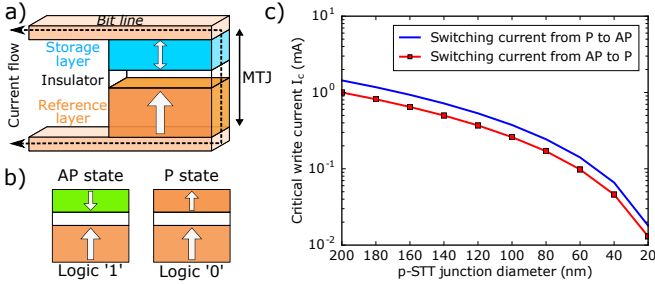 a)
Bit line
Storage
layer
Insulator
Reference
layer
Current flow
MTJ
b)
AP state
P state
Logic '1'
Logic '0'
c)
Switching current from P to AP
Switching current from AP to P
Critical write current I_c (mA)
10^1
10^0
10^-1
10^-2
200 180 160 140 120 100 80 60 40 20
p-STT junction diameter (nm)